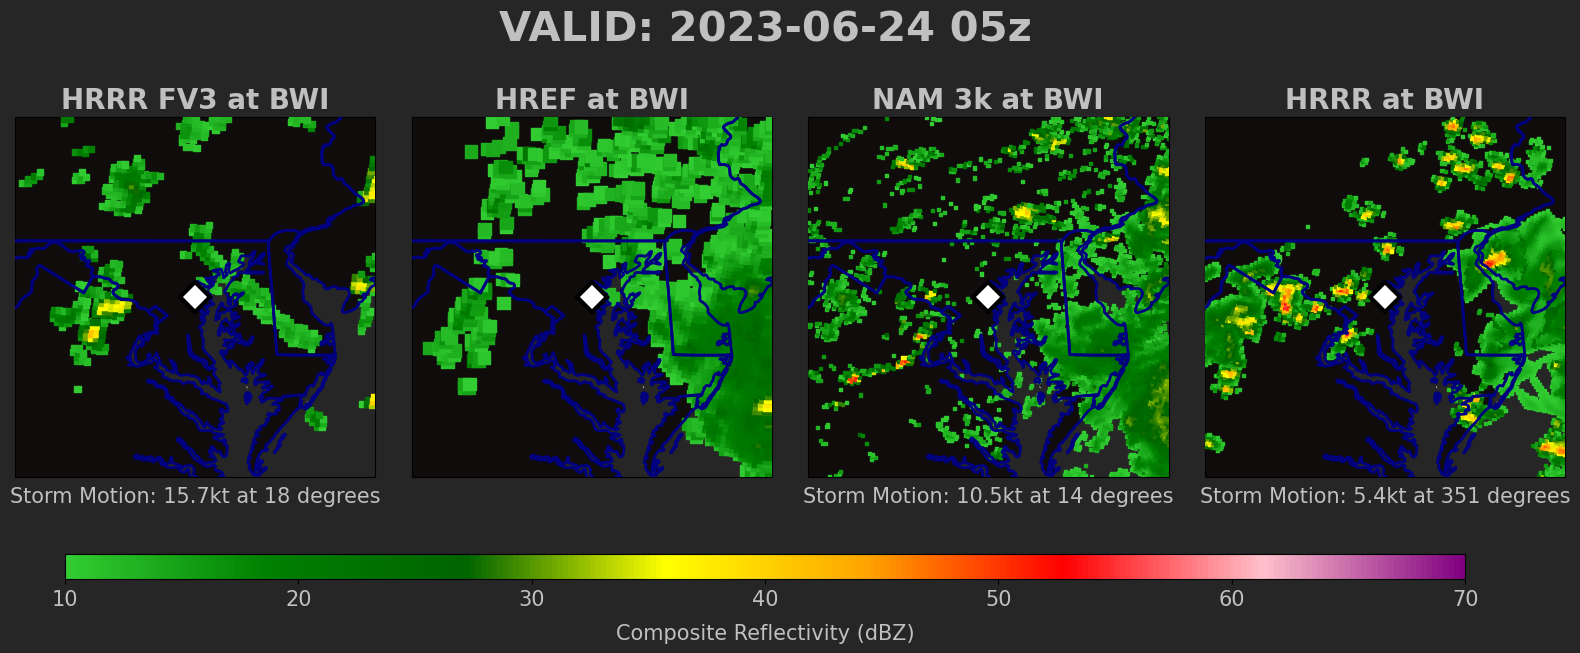 VALID: 2023-06-24 05z
HRRR FV3 at BWI
HREF at BWI
NAM 3k at BWI
HRRR at BWI
Storm Motion: 15.7kt at 18 degrees
Storm Motion: 10.5kt at 14 degrees
Storm Motion: 5.4kt at 351 degrees
10 20 30 40 50 60 70
Composite Reflectivity (dBZ)